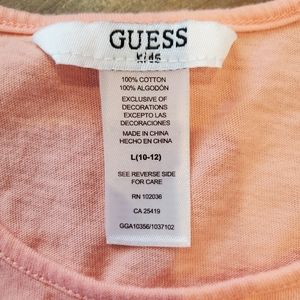 GUESS
kids
100% COTTON
100% ALGODÓN
EXCLUSIVE OF
DECORATIONS
EXCEPTO LAS
DECORACIONES
MADE IN CHINA
HECHO EN CHINA
L(10-12)
SEE REVERSE SIDE
FOR CARE
RN 102036
CA 25419
GGA10356/1037102